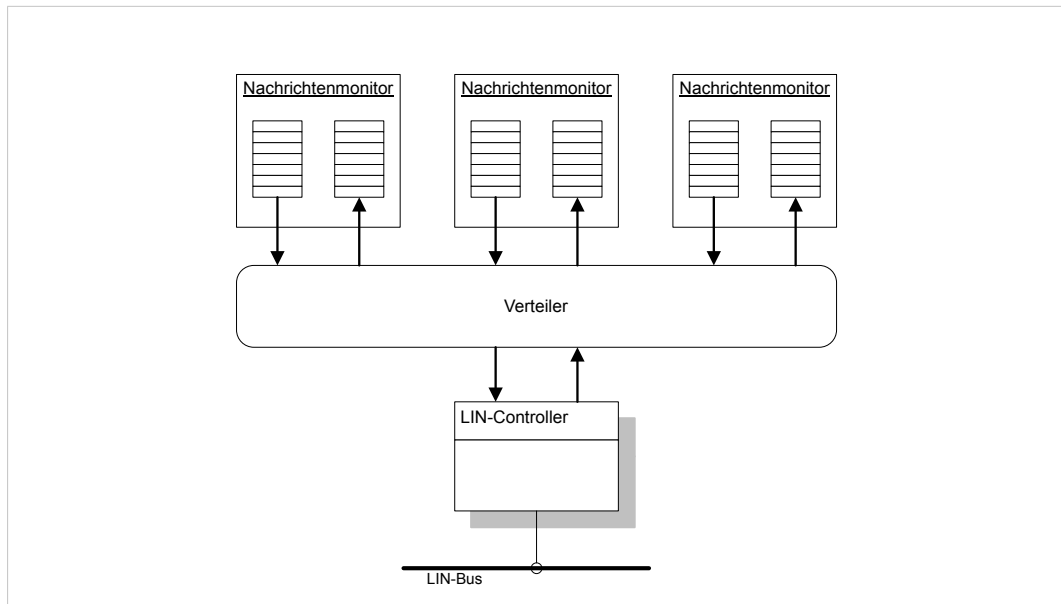 Nachrichtenmonitor
Nachrichtenmonitor
Nachrichtenmonitor
Verteiler
LIN-Controller
LIN-Bus